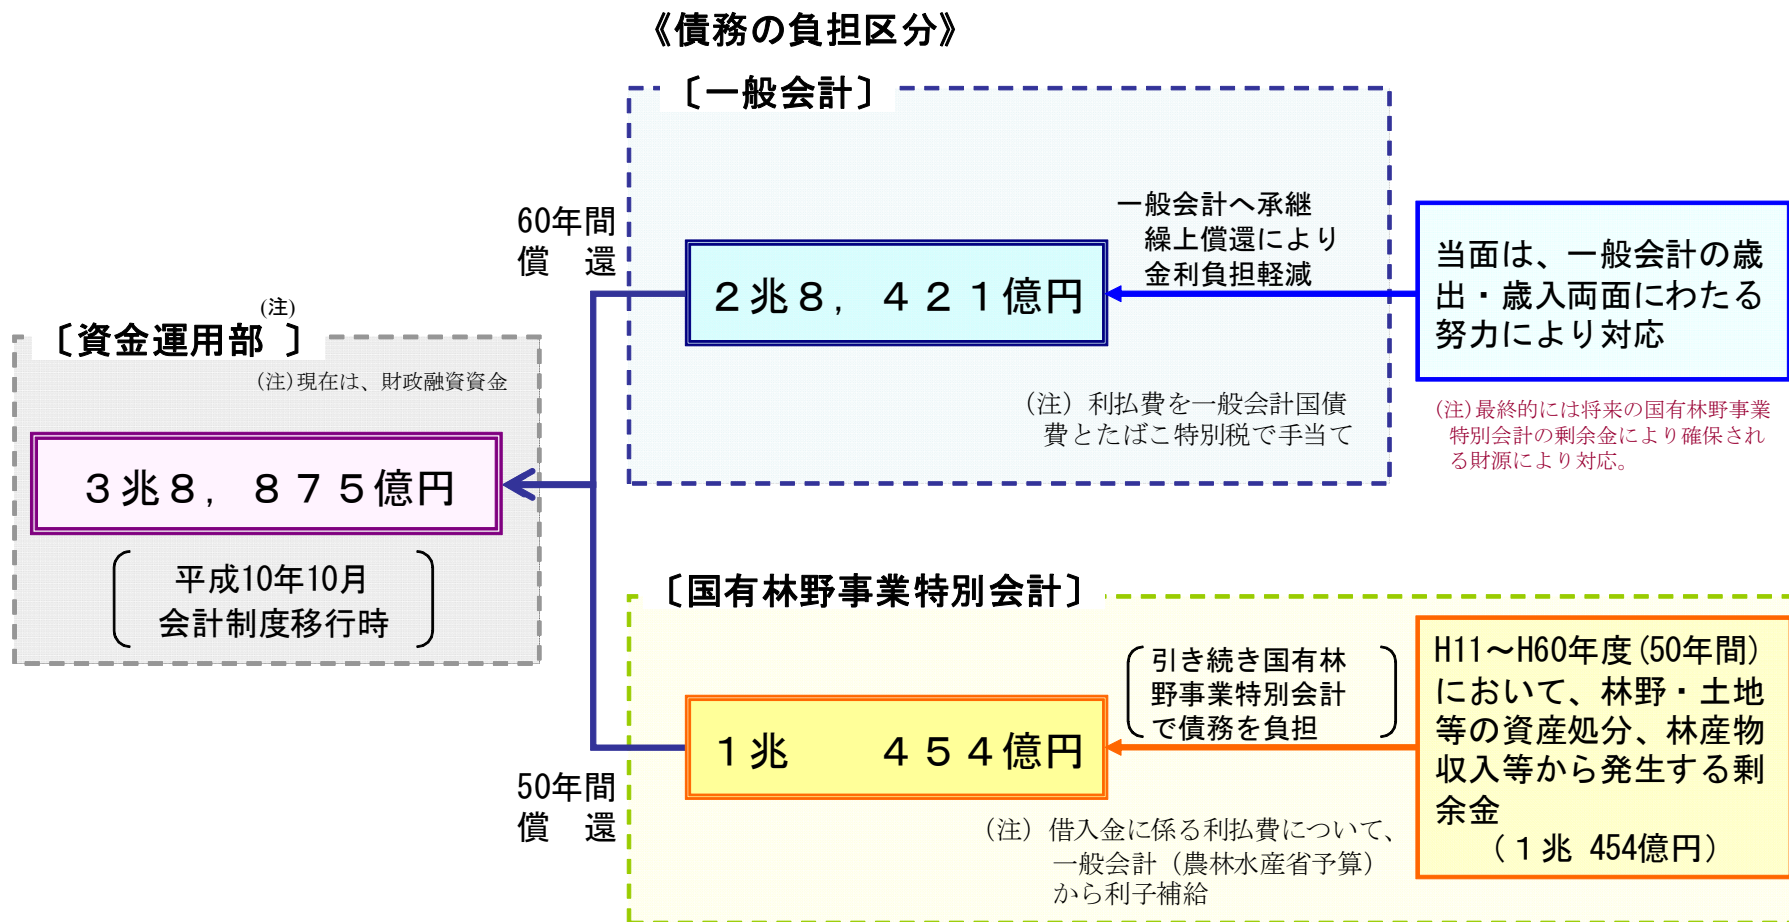 《債務の負担区分》
〔一般会計〕
60年間
償　還
一般会計へ承継
繰上償還により
金利負担軽減
２兆８，４２１億円
(注) 利払費を一般会計国債
費とたばこ特別税で手当て
当面は、一般会計の歳
出・歳入両面にわたる
努力により対応
(注)最終的には将来の国有林野事業
特別会計の剰余金により確保され
る財源により対応。
(注)
〔資金運用部 〕
(注)現在は、財政融資資金
３兆８，８７５億円
平成10年10月
会計制度移行時
〔国有林野事業特別会計〕
50年間
償　還
引き続き国有林
野事業特別会計
で債務を負担
１兆　　４５４億円
(注) 借入金に係る利払費について、
一般会計（農林水産省予算）
から利子補給
H11～H60年度(50年間)
において、林野・土地
等の資産処分、林産物
収入等から発生する剰
余金
（１兆 454億円）